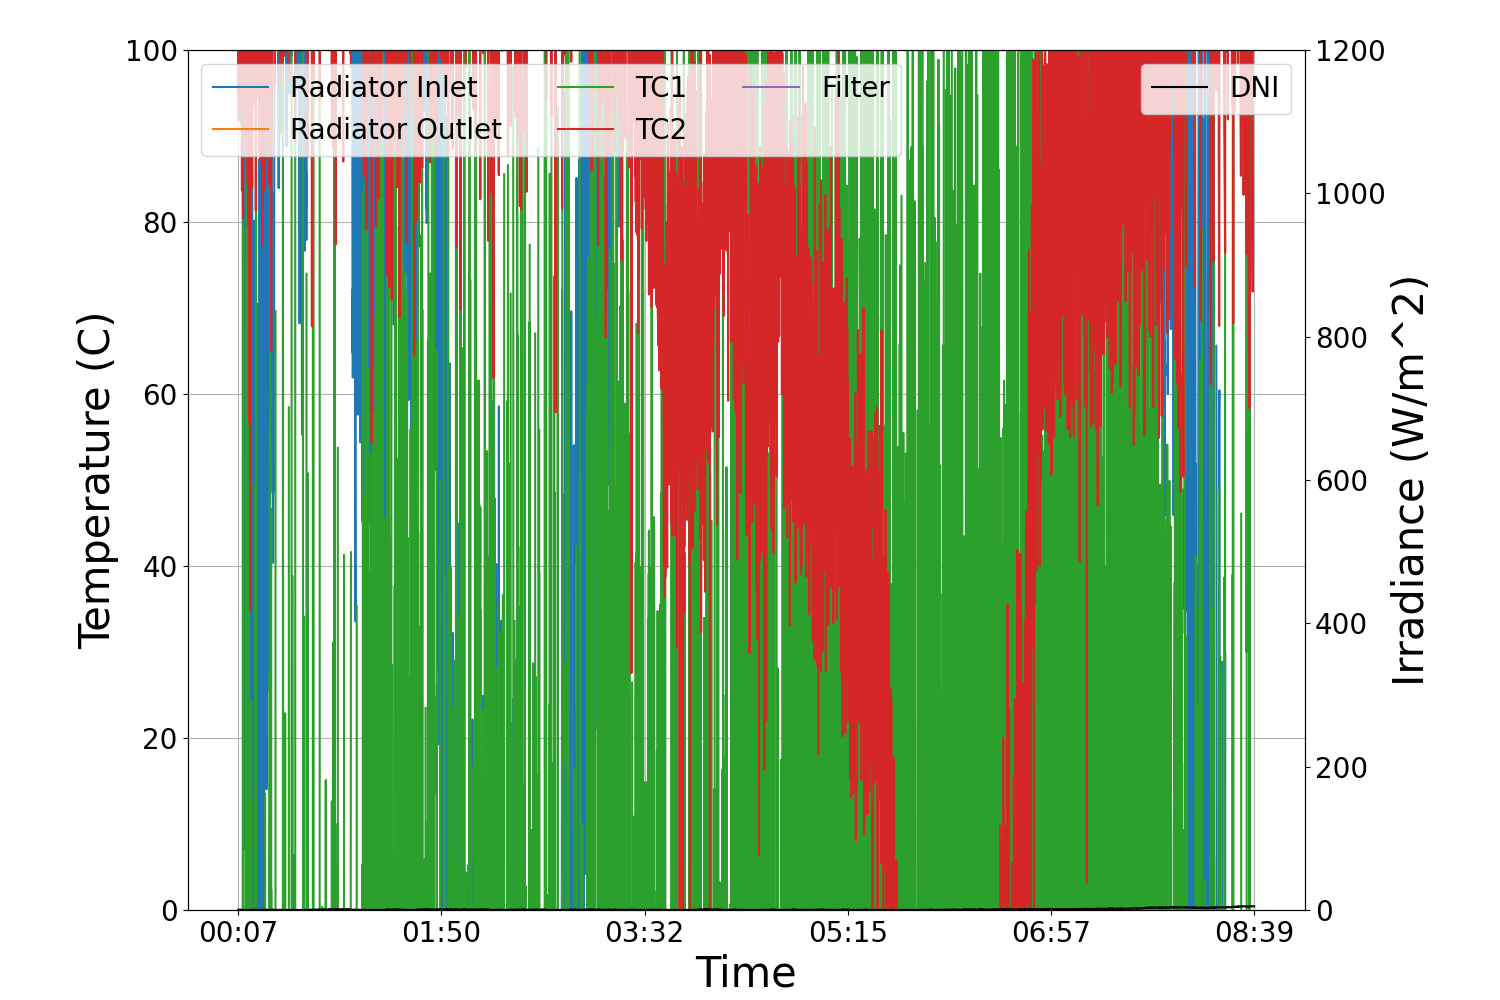 Radiator Inlet
Radiator Outlet
TC1
TC2
Filter
DNI
Temperature (C)
100
80
60
40
20
0
Irradiance (W/m^2)
1200
1000
800
600
400
200
0
00:07 01:50 03:32 05:15 06:57 08:39
Time